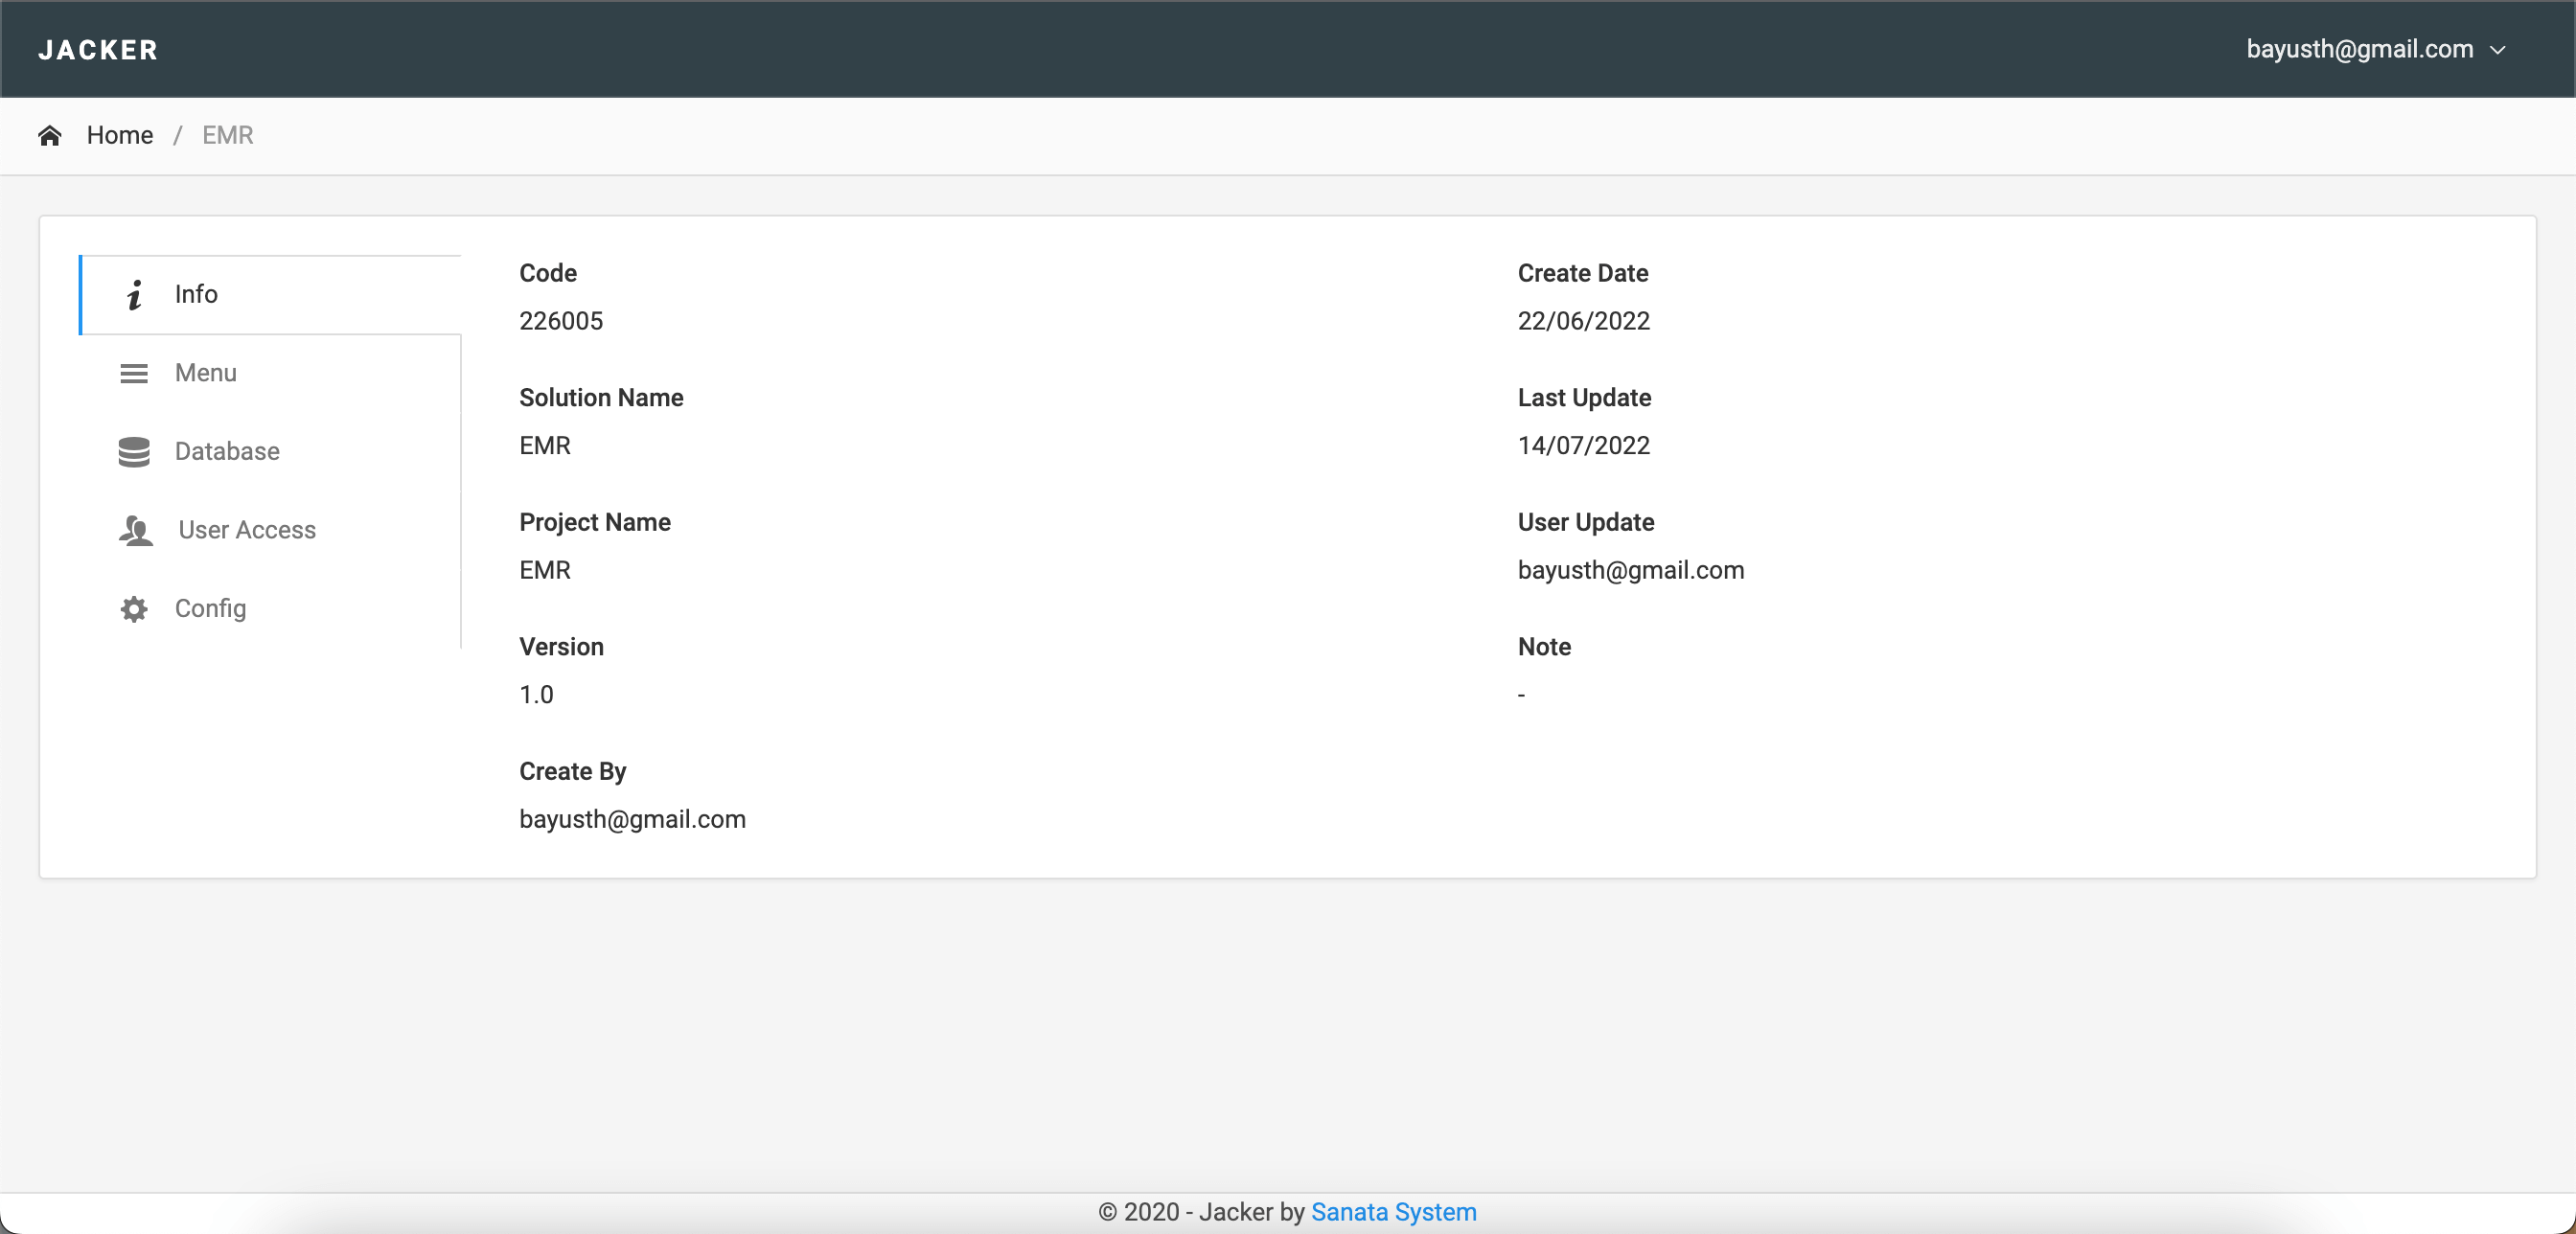 JACKER
bayusth@gmail.com
Home / EMR
Info
Menu
Database
User Access
Config
Code
226005
Solution Name
EMR
Project Name
EMR
Version
1.0
Create By
bayusth@gmail.com
Create Date
22/06/2022
Last Update
14/07/2022
User Update
bayusth@gmail.com
Note
-
© 2020 - Jacker by Sanata System